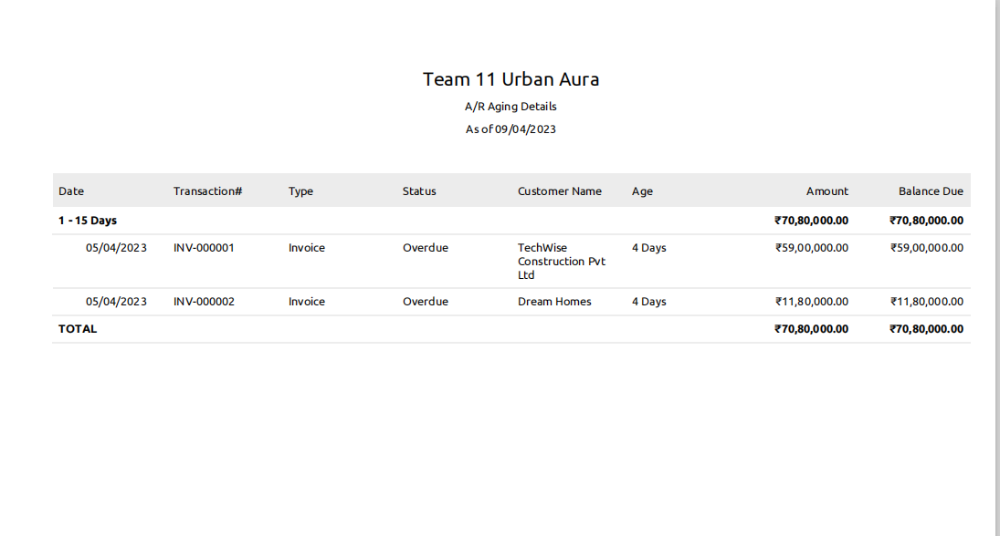 Team 11 Urban Aura
A/R Aging Details
As of 09/04/2023
Date Transaction# Type Status Customer Name Age Amount Balance Due
1 - 15 Days ₹70,80,000.00 ₹70,80,000.00
05/04/2023 INV-000001 Invoice Overdue TechWise 4 Days ₹59,00,000.00 ₹59,00,000.00
Construction Pvt
Ltd
05/04/2023 INV-000002 Invoice Overdue Dream Homes 4 Days ₹11,80,000.00 ₹11,80,000.00
TOTAL ₹70,80,000.00 ₹70,80,000.00